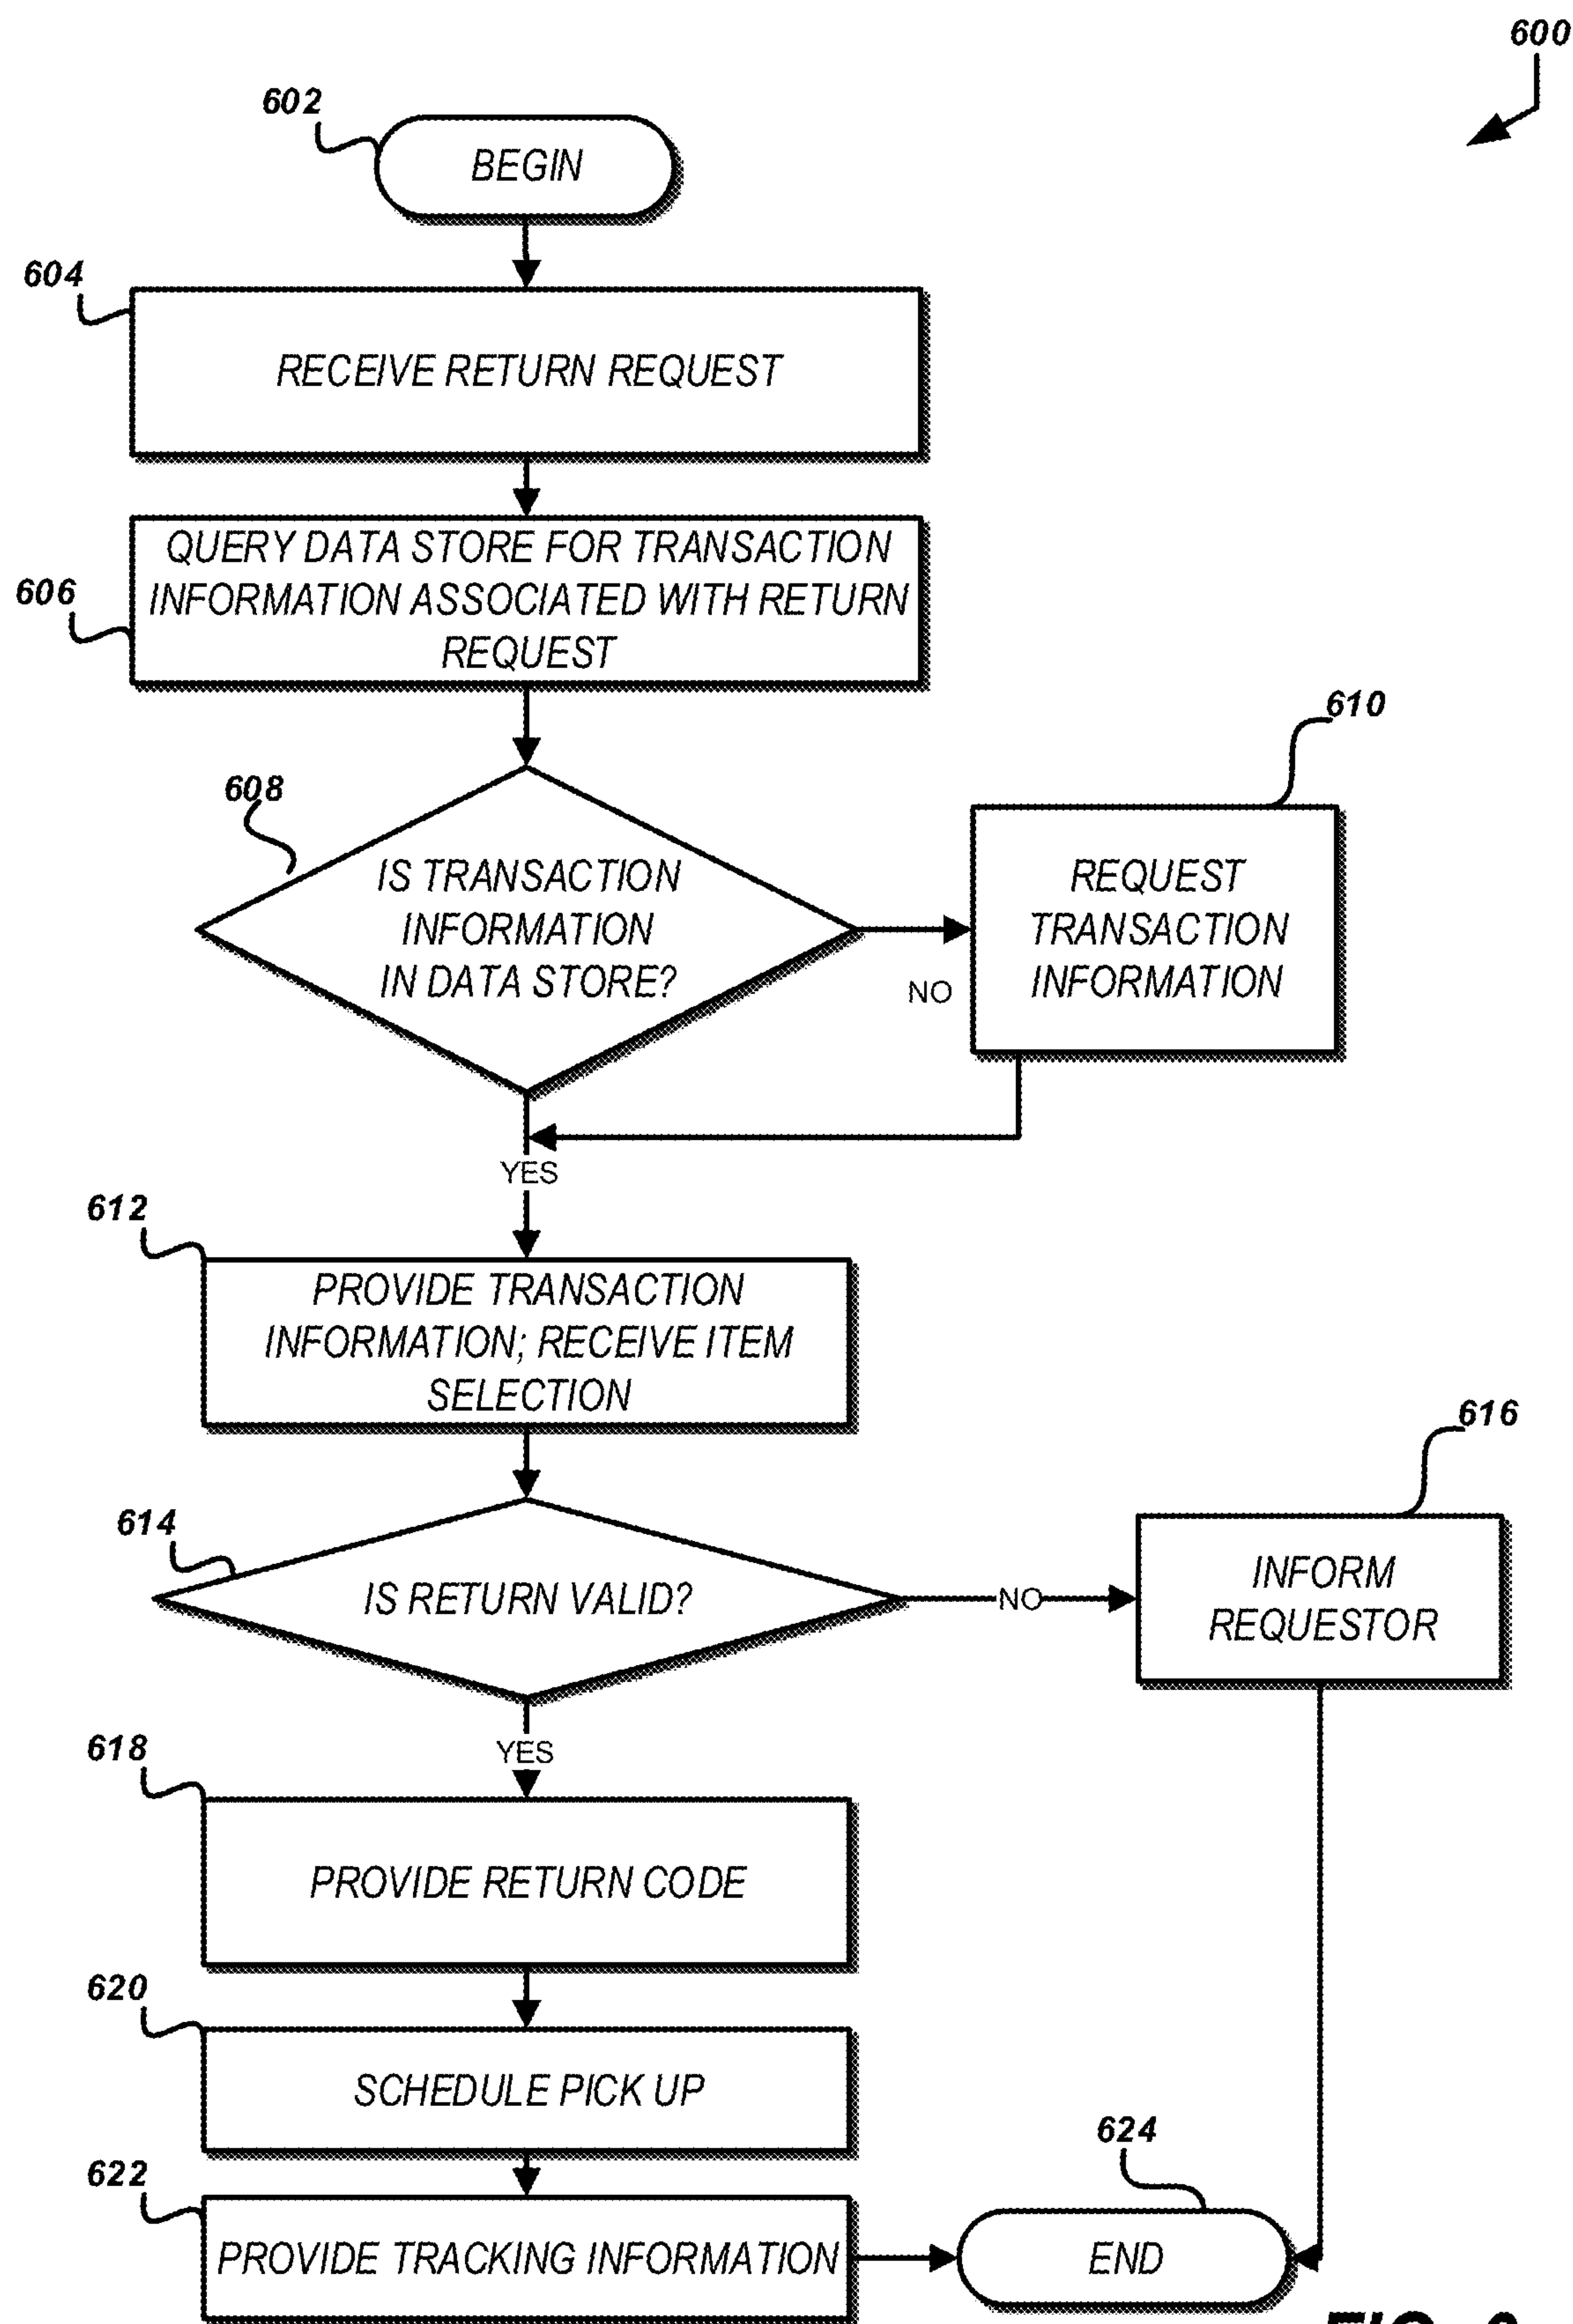 600
602
BEGIN
604
RECEIVE RETURN REQUEST
606
QUERY DATA STORE FOR TRANSACTION
INFORMATION ASSOCIATED WITH RETURN
REQUEST
608
IS TRANSACTION
INFORMATION
IN DATA STORE?
NO
610
REQUEST
TRANSACTION
INFORMATION
YES
612
PROVIDE TRANSACTION
INFORMATION; RECEIVE ITEM
SELECTION
614
IS RETURN VALID?
NO
616
INFORM
REQUESTOR
YES
618
PROVIDE RETURN CODE
620
SCHEDULE PICK UP
622
PROVIDE TRACKING INFORMATION
624
END
FIG.